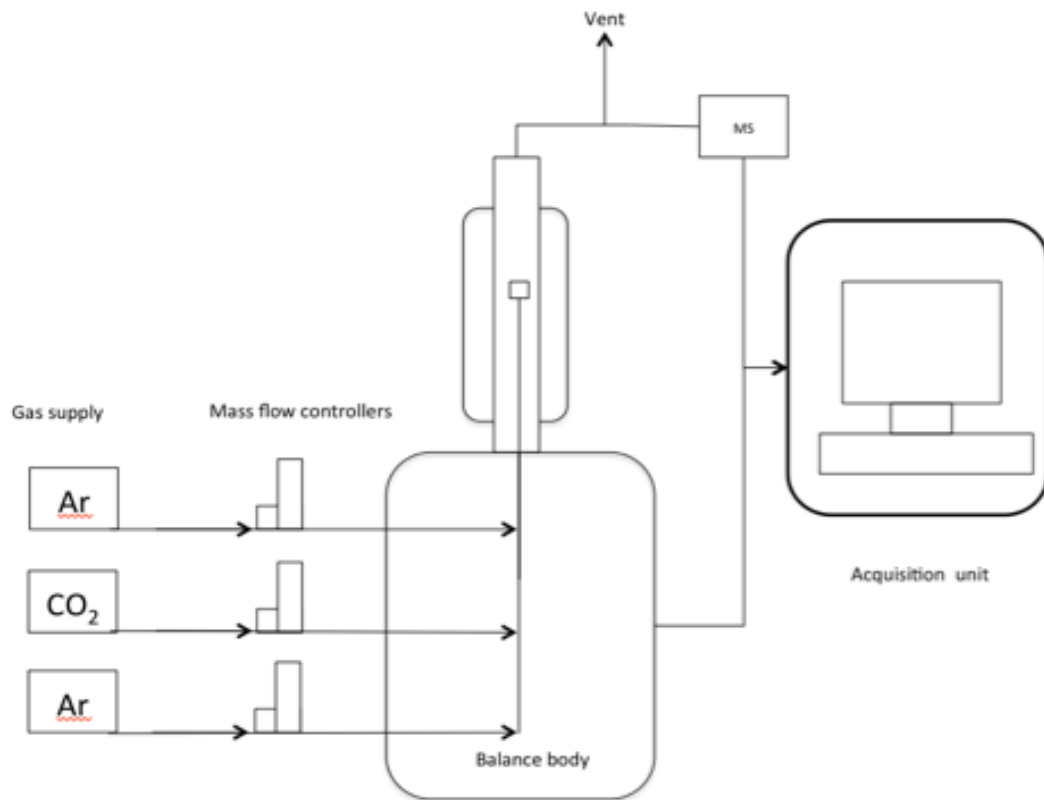 Vent
MS
Gas supply
Mass flow controllers
Ar
CO₂
Ar
Acquisition unit
Balance body